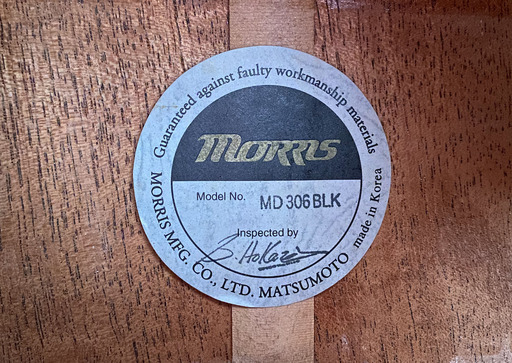 Guaranteed against faulty workmanship materials
MORRIS
Model No. MD 306 BLK
Inspected by
MORRIS MFG. CO., LTD. MATSUMOTO made in Korea